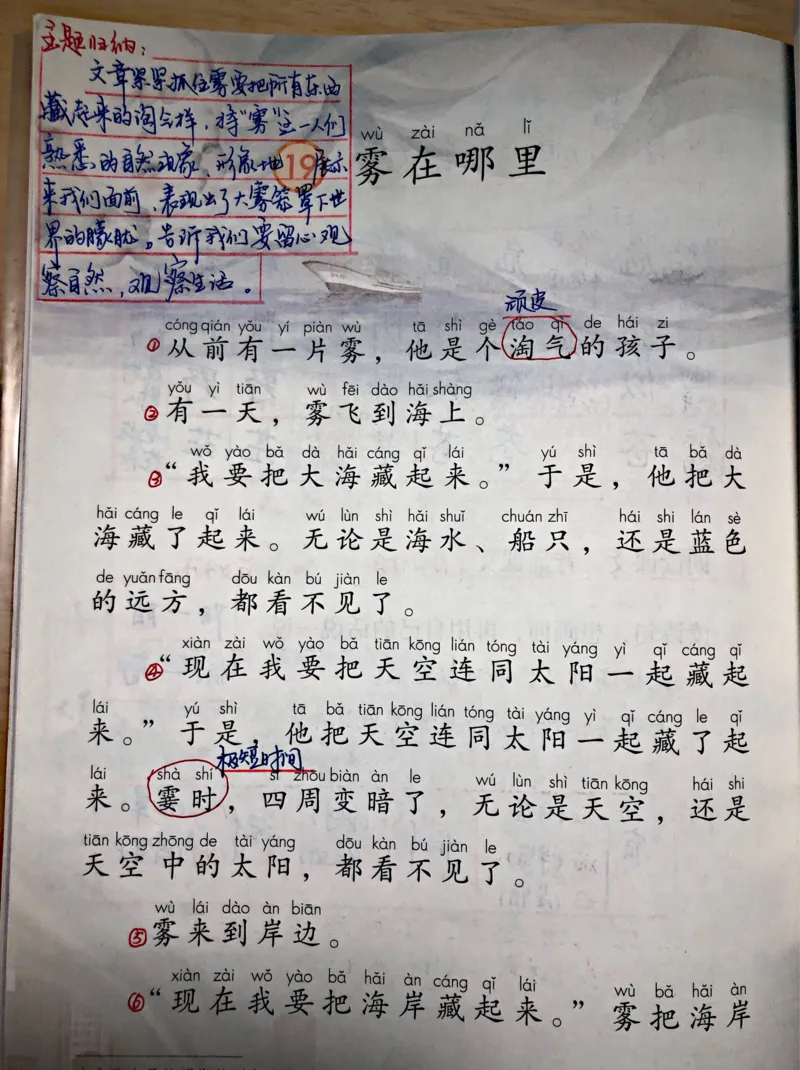 主题归纳：
文章紧紧抓住雾要把所有东西
藏起来的淘气样，将“雾”这一人们
熟悉的自然现象，形象地展示
来我们面前，表现出了大雾笼罩下世
界的朦胧。告诉我们要留心观
察自然，观察生活。
wù zài nǎ lǐ
19 雾在哪里
顽皮
cóng qián yǒu yí piàn wù tā shì gè táo qì de hái zi
①从前有一片雾，他是个淘气的孩子。
yǒu yì tiān wù fēi dào hǎi shàng
②有一天，雾飞到海上。
wǒ yào bǎ dà hǎi cáng qǐ lái yú shì tā bǎ dà
③“我要把大海藏起来。”于是，他把大
hǎi cáng le qǐ lái wú lùn shì hǎi shuǐ chuán zhī hái shi lán sè
海藏了起来。无论是海水、船只，还是蓝色
de yuǎn fāng dōu kàn bú jiàn le
的远方，都看不见了。
xiàn zài wǒ yào bǎ tiān kōng lián tóng tài yáng yì qǐ cáng qǐ
④“现在我要把天空连同太阳一起藏起
lái yú shì tā bǎ tiān kōng lián tóng tài yáng yì qǐ cáng le qǐ
来。”于是，他把天空连同太阳一起藏了起
极短时间
lái shà shí sì zhōu biàn àn le wú lùn shì tiān kōng hái shi
来。霎时，四周变暗了，无论是天空，还是
tiān kōng zhōng de tài yáng dōu kàn bú jiàn le
天空中的太阳，都看不见了。
wù lái dào àn biān
⑤雾来到岸边。
xiàn zài wǒ yào bǎ hǎi àn cáng qǐ lái wù bǎ hǎi àn
⑥“现在我要把海岸藏起来。”雾把海岸